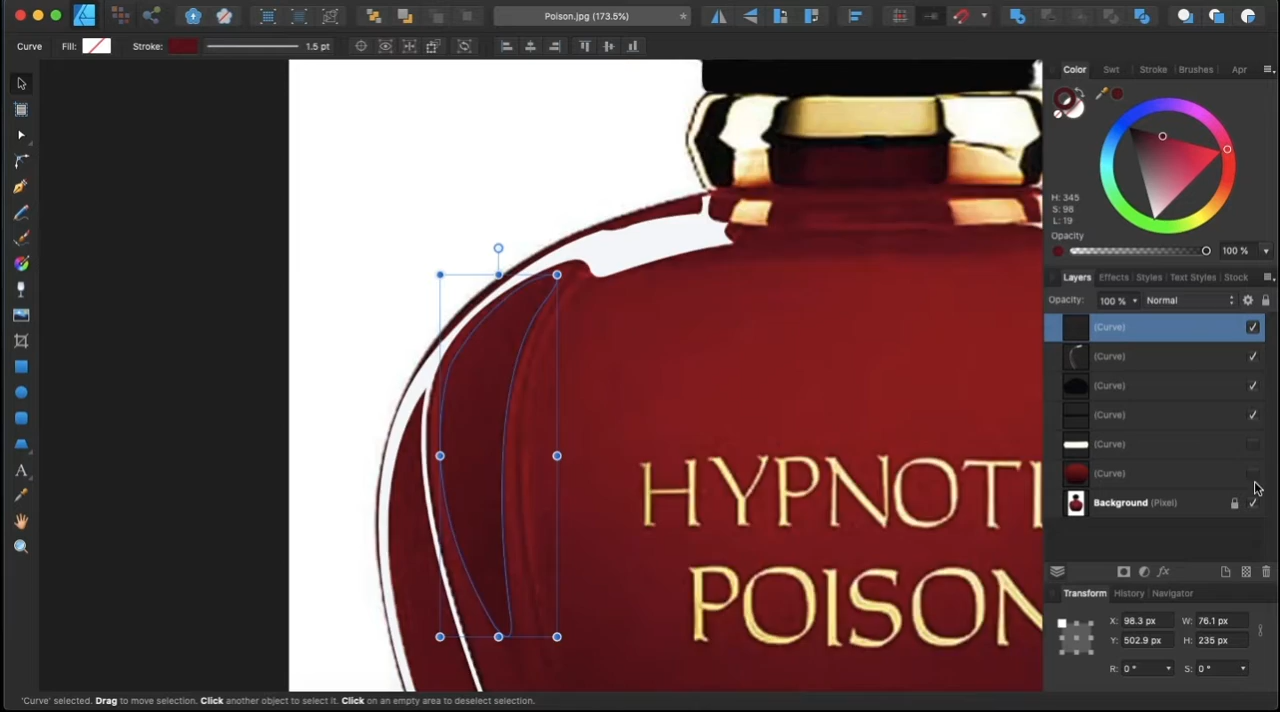 Poison.jpg (173.5%)
Curve Fill: Stroke: 1.5 pt
Color Swt Stroke Brushes Apr
H: 345
S: 98
L: 19
Opacity
100 %
Layers Effects Styles Text Styles Stock
Opacity: 100 % Normal
(Curve)
(Curve)
(Curve)
(Curve)
(Curve)
(Curve)
Background (Pixel)
HYPNOTI
POISON
Transform History Navigator
X: 98.3 px W: 76.1 px
Y: 502.9 px H: 235 px
R: 0 ° S: 0 °
'Curve' selected. Drag to move selection. Click another object to select it. Click on an empty area to deselect selection.